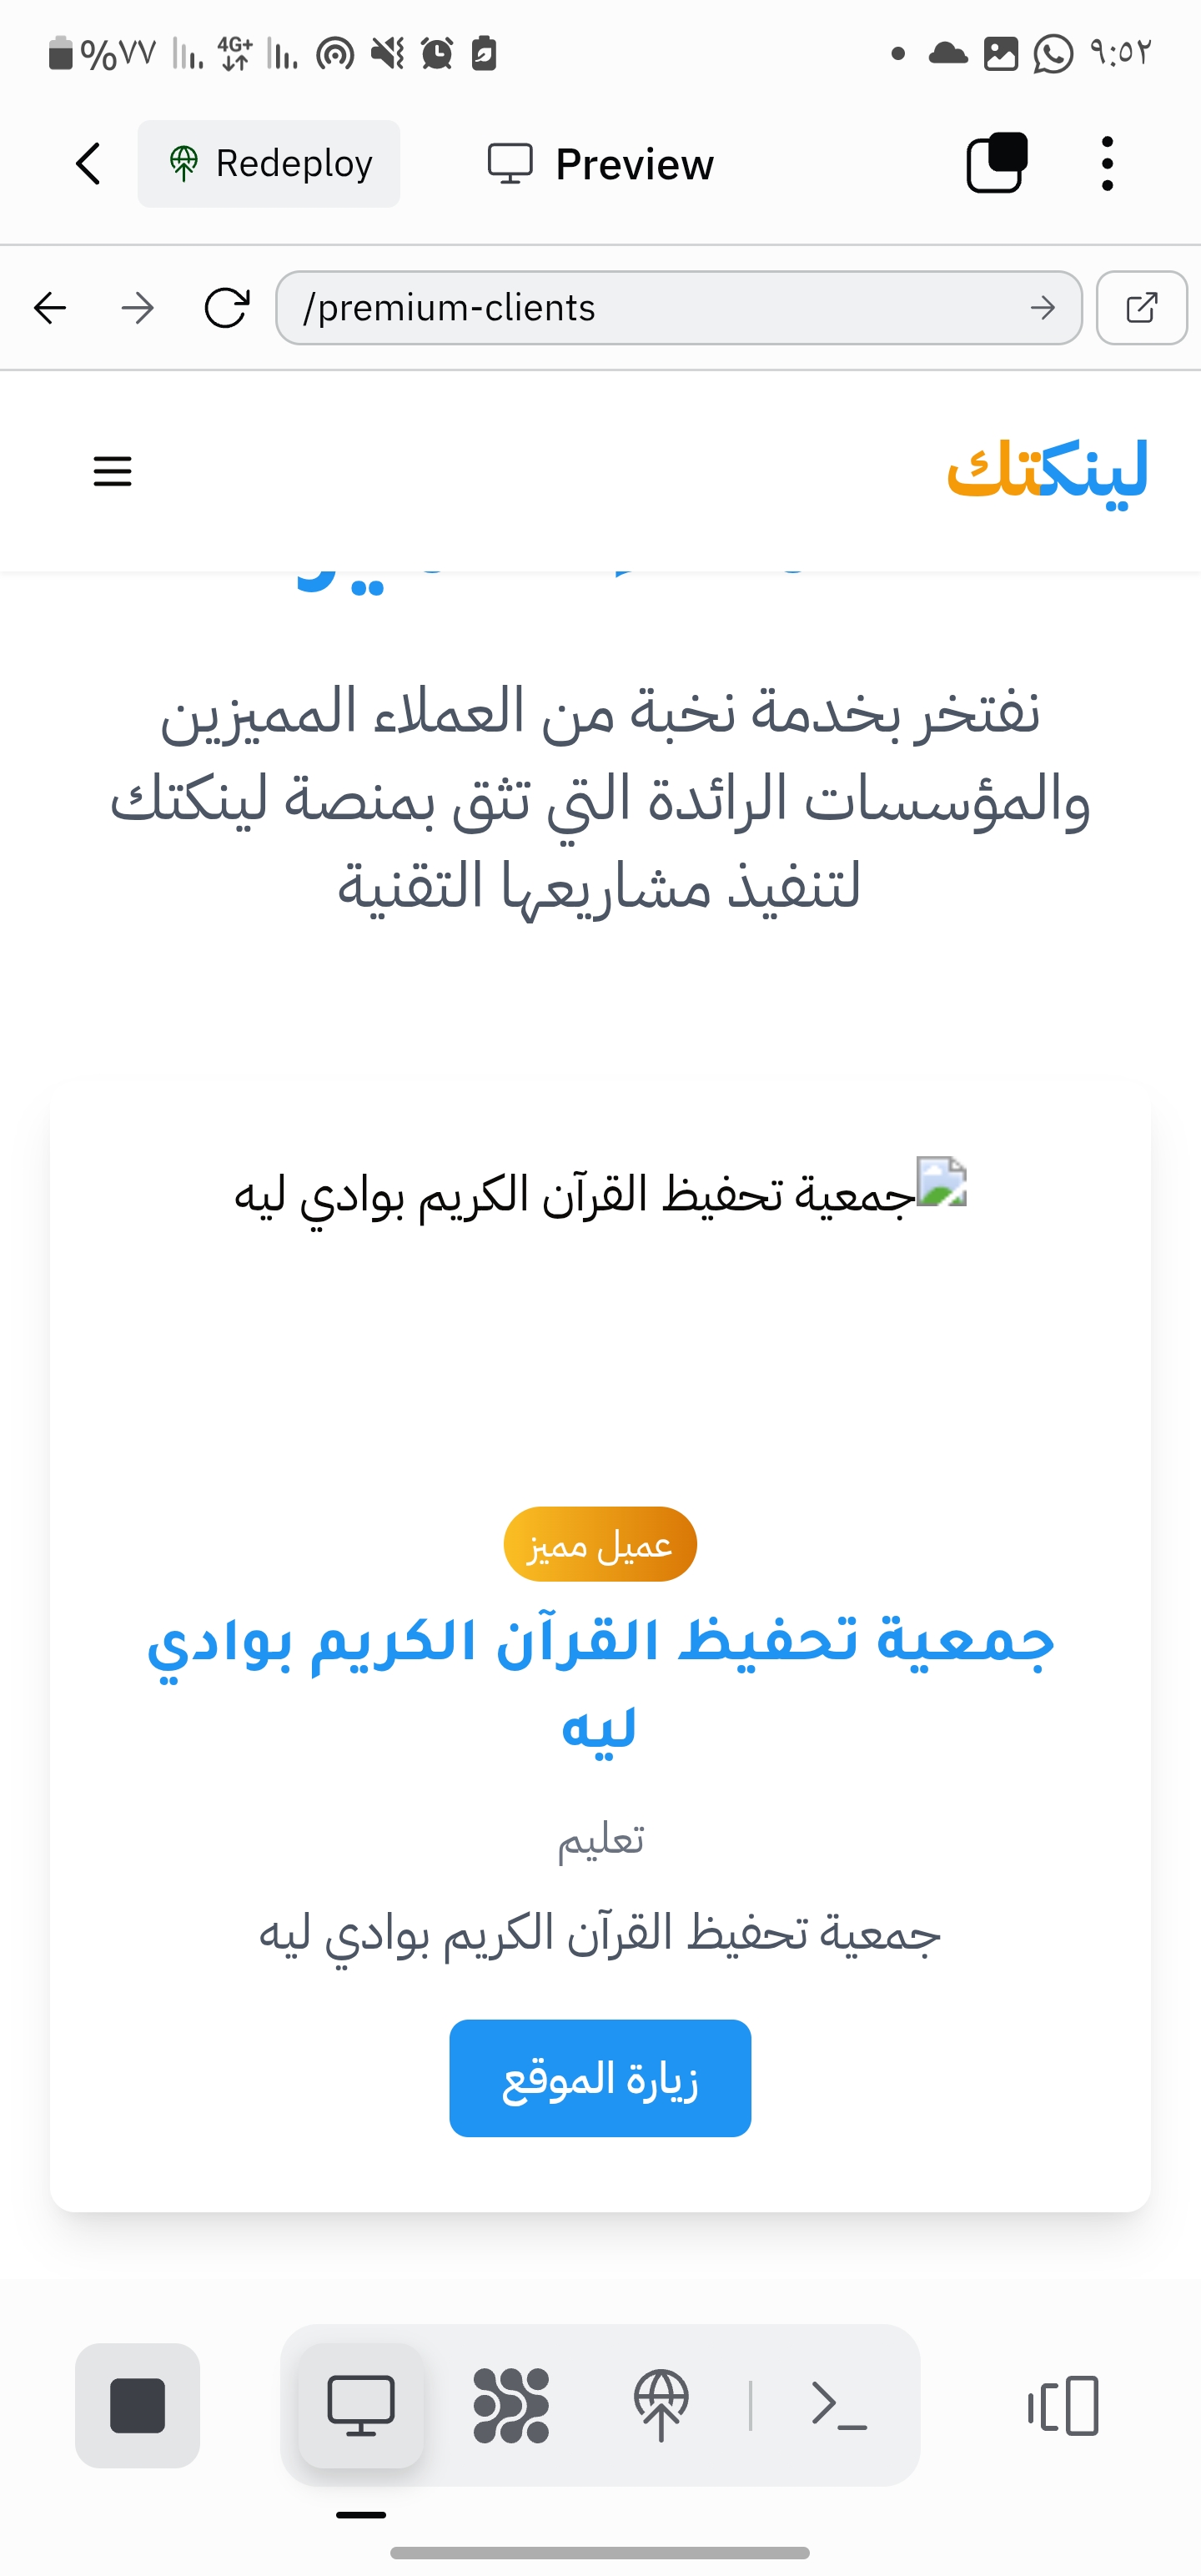 %٧٧ 4G+ ٩:٥٢
Redeploy Preview
/premium-clients
لينكتك
نفتخر بخدمة نخبة من العملاء المميزين
والمؤسسات الرائدة التي تثق بمنصة لينكتك
لتنفيذ مشاريعها التقنية
جمعية تحفيظ القرآن الكريم بوادي ليه
عميل مميز
جمعية تحفيظ القرآن الكريم بوادي
ليه
تعليم
جمعية تحفيظ القرآن الكريم بوادي ليه
زيارة الموقع